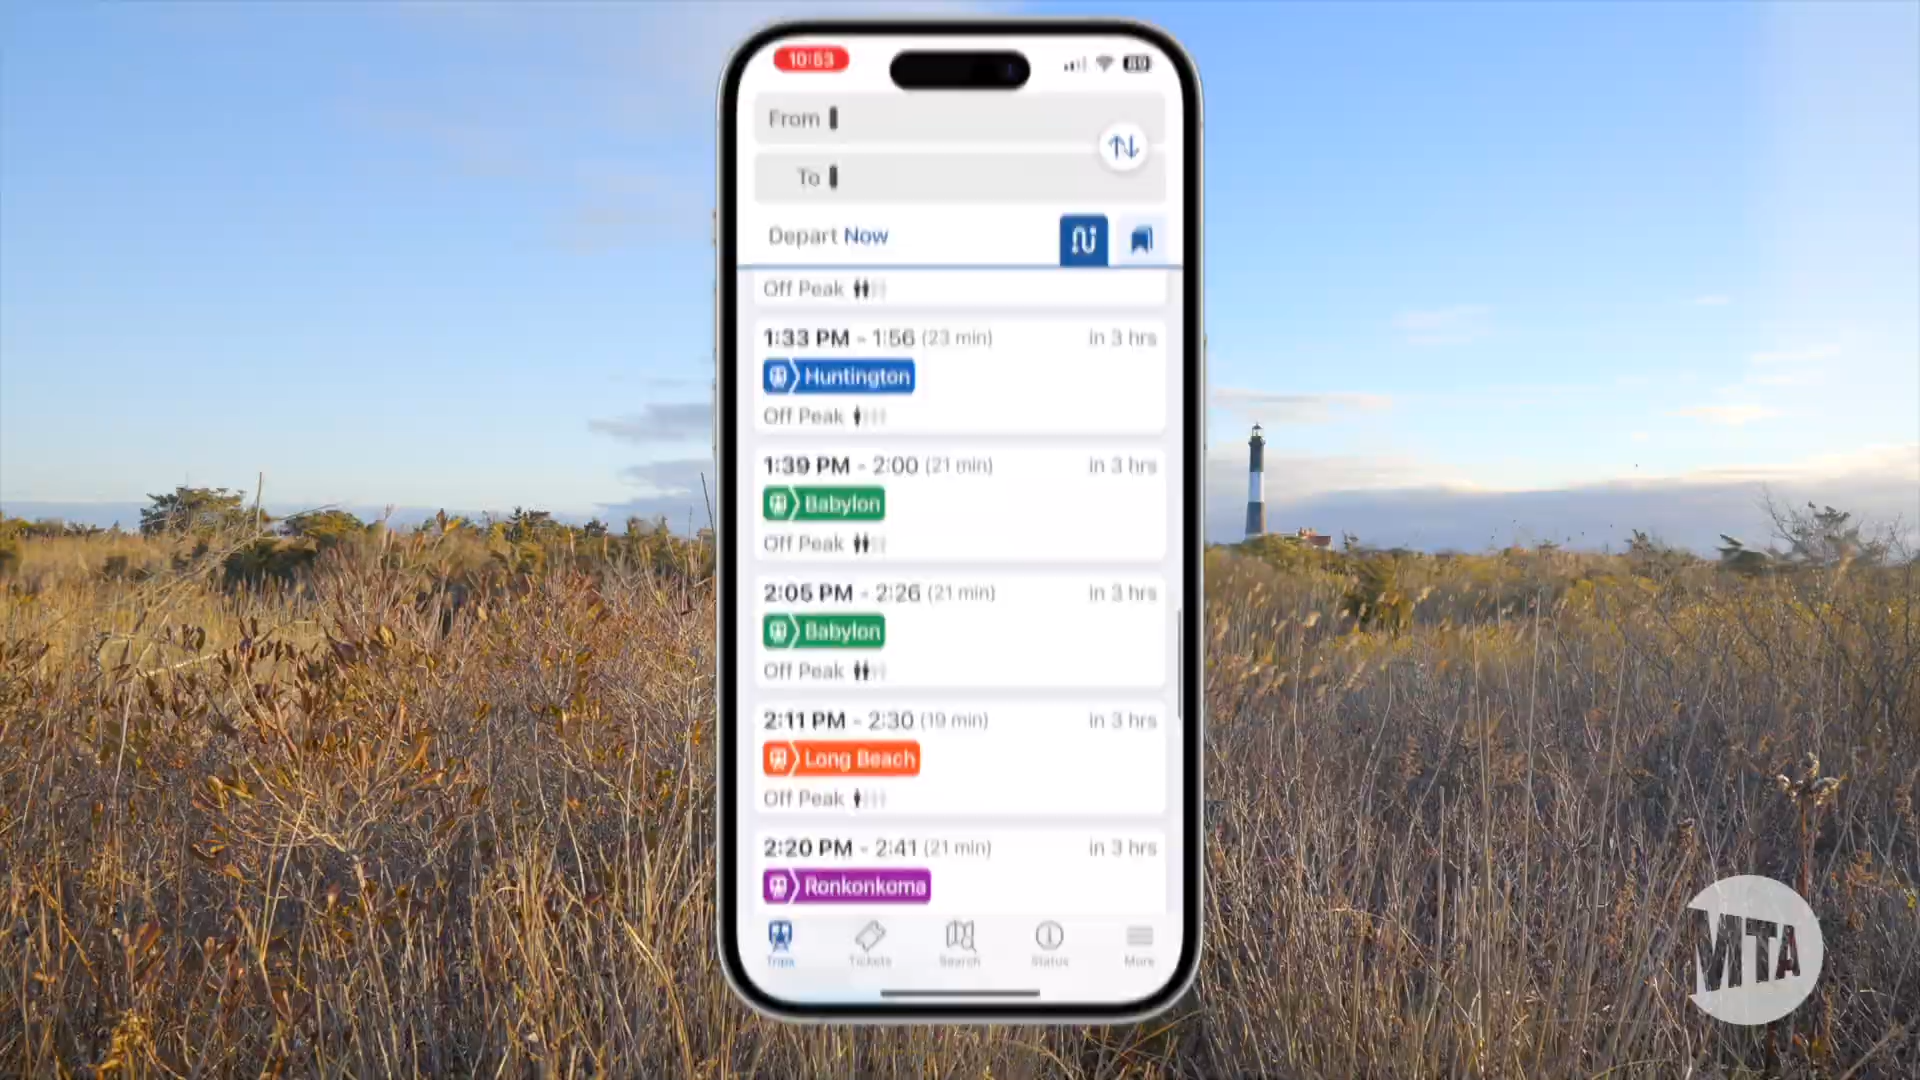 10:53
89
From
To
Depart Now
Off Peak
1:33 PM - 1:56 (23 min) in 3 hrs
Huntington
Off Peak
1:39 PM - 2:00 (21 min) in 3 hrs
Babylon
Off Peak
2:05 PM - 2:26 (21 min) in 3 hrs
Babylon
Off Peak
2:11 PM - 2:30 (19 min) in 3 hrs
Long Beach
Off Peak
2:20 PM - 2:41 (21 min) in 3 hrs
Ronkonkoma
Trips Tickets Search Status More
MTA